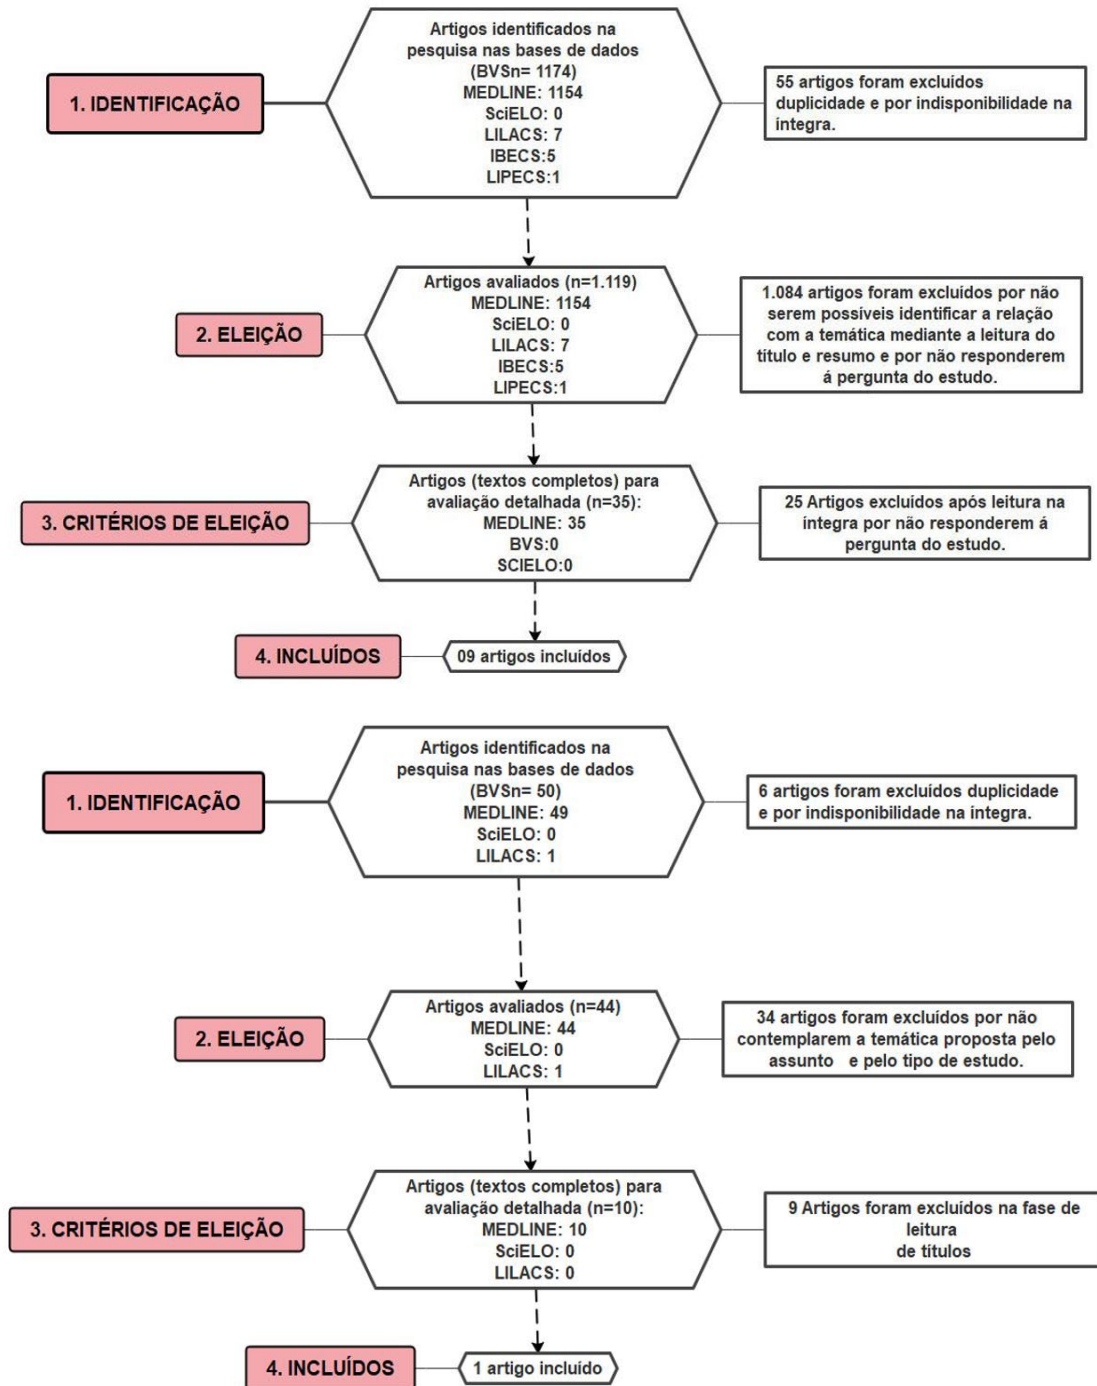 1. IDENTIFICAÇÃO
Artigos identificados na
pesquisa nas bases de dados
(BVSn= 1174)
MEDLINE: 1154
SciELO: 0
LILACS: 7
IBECS:5
LIPECS:1
55 artigos foram excluídos
duplicidade e por indisponibilidade na
íntegra.
2. ELEIÇÃO
Artigos avaliados (n=1.119)
MEDLINE: 1154
SciELO: 0
LILACS: 7
IBECS:5
LIPECS:1
1.084 artigos foram excluídos por não
serem possíveis identificar a relação
com a temática mediante a leitura do
título e resumo e por não responderem
á pergunta do estudo.
3. CRITÉRIOS DE ELEIÇÃO
Artigos (textos completos) para
avaliação detalhada (n=35):
MEDLINE: 35
BVS:0
SCIELO:0
25 Artigos excluídos após leitura na
íntegra por não responderem á
pergunta do estudo.
4. INCLUÍDOS
09 artigos incluídos
1. IDENTIFICAÇÃO
Artigos identificados na
pesquisa nas bases de dados
(BVSn= 50)
MEDLINE: 49
SciELO: 0
LILACS: 1
6 artigos foram excluídos duplicidade
e por indisponibilidade na íntegra.
2. ELEIÇÃO
Artigos avaliados (n=44)
MEDLINE: 44
SciELO: 0
LILACS: 1
34 artigos foram excluídos por não
contemplarem a temática proposta pelo
assunto e pelo tipo de estudo.
3. CRITÉRIOS DE ELEIÇÃO
Artigos (textos completos) para
avaliação detalhada (n=10):
MEDLINE: 10
SciELO: 0
LILACS: 0
9 Artigos foram excluídos na fase de
leitura
de títulos
4. INCLUÍDOS
1 artigo incluído